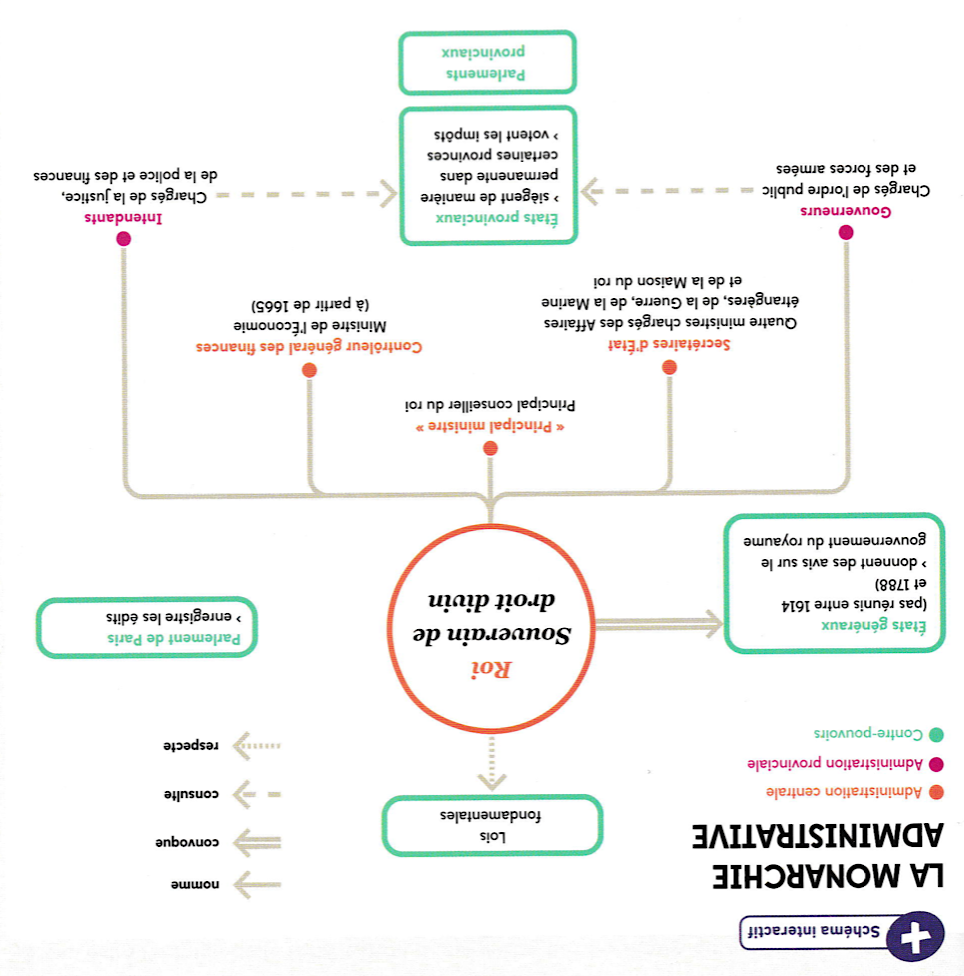 Schéma interactif
LA MONARCHIE
ADMINISTRATIVE
Administration centrale
Administration provinciale
Contre-pouvoirs
nomme
convoque
consulte
respecte
Lois
fondamentales
Roi
Souverain de
droit divin
États généraux
(pas réunis entre 1614
et 1788)
› donnent des avis sur le
gouvernement du royaume
Parlement de Paris
› enregistre les édits
« Principal ministre »
Principal conseiller du roi
Secrétaires d'État
Quatre ministres chargés des Affaires
étrangères, de la Guerre, de la Marine
et de la Maison du roi
Contrôleur général des finances
Ministre de l'Économie
(à partir de 1665)
Gouverneurs
Chargés de l'ordre public
et des forces armées
États provinciaux
› siègent de manière
permanente dans
certaines provinces
› votent les impôts
Intendants
Chargés de la justice,
de la police et des finances
Parlements
provinciaux